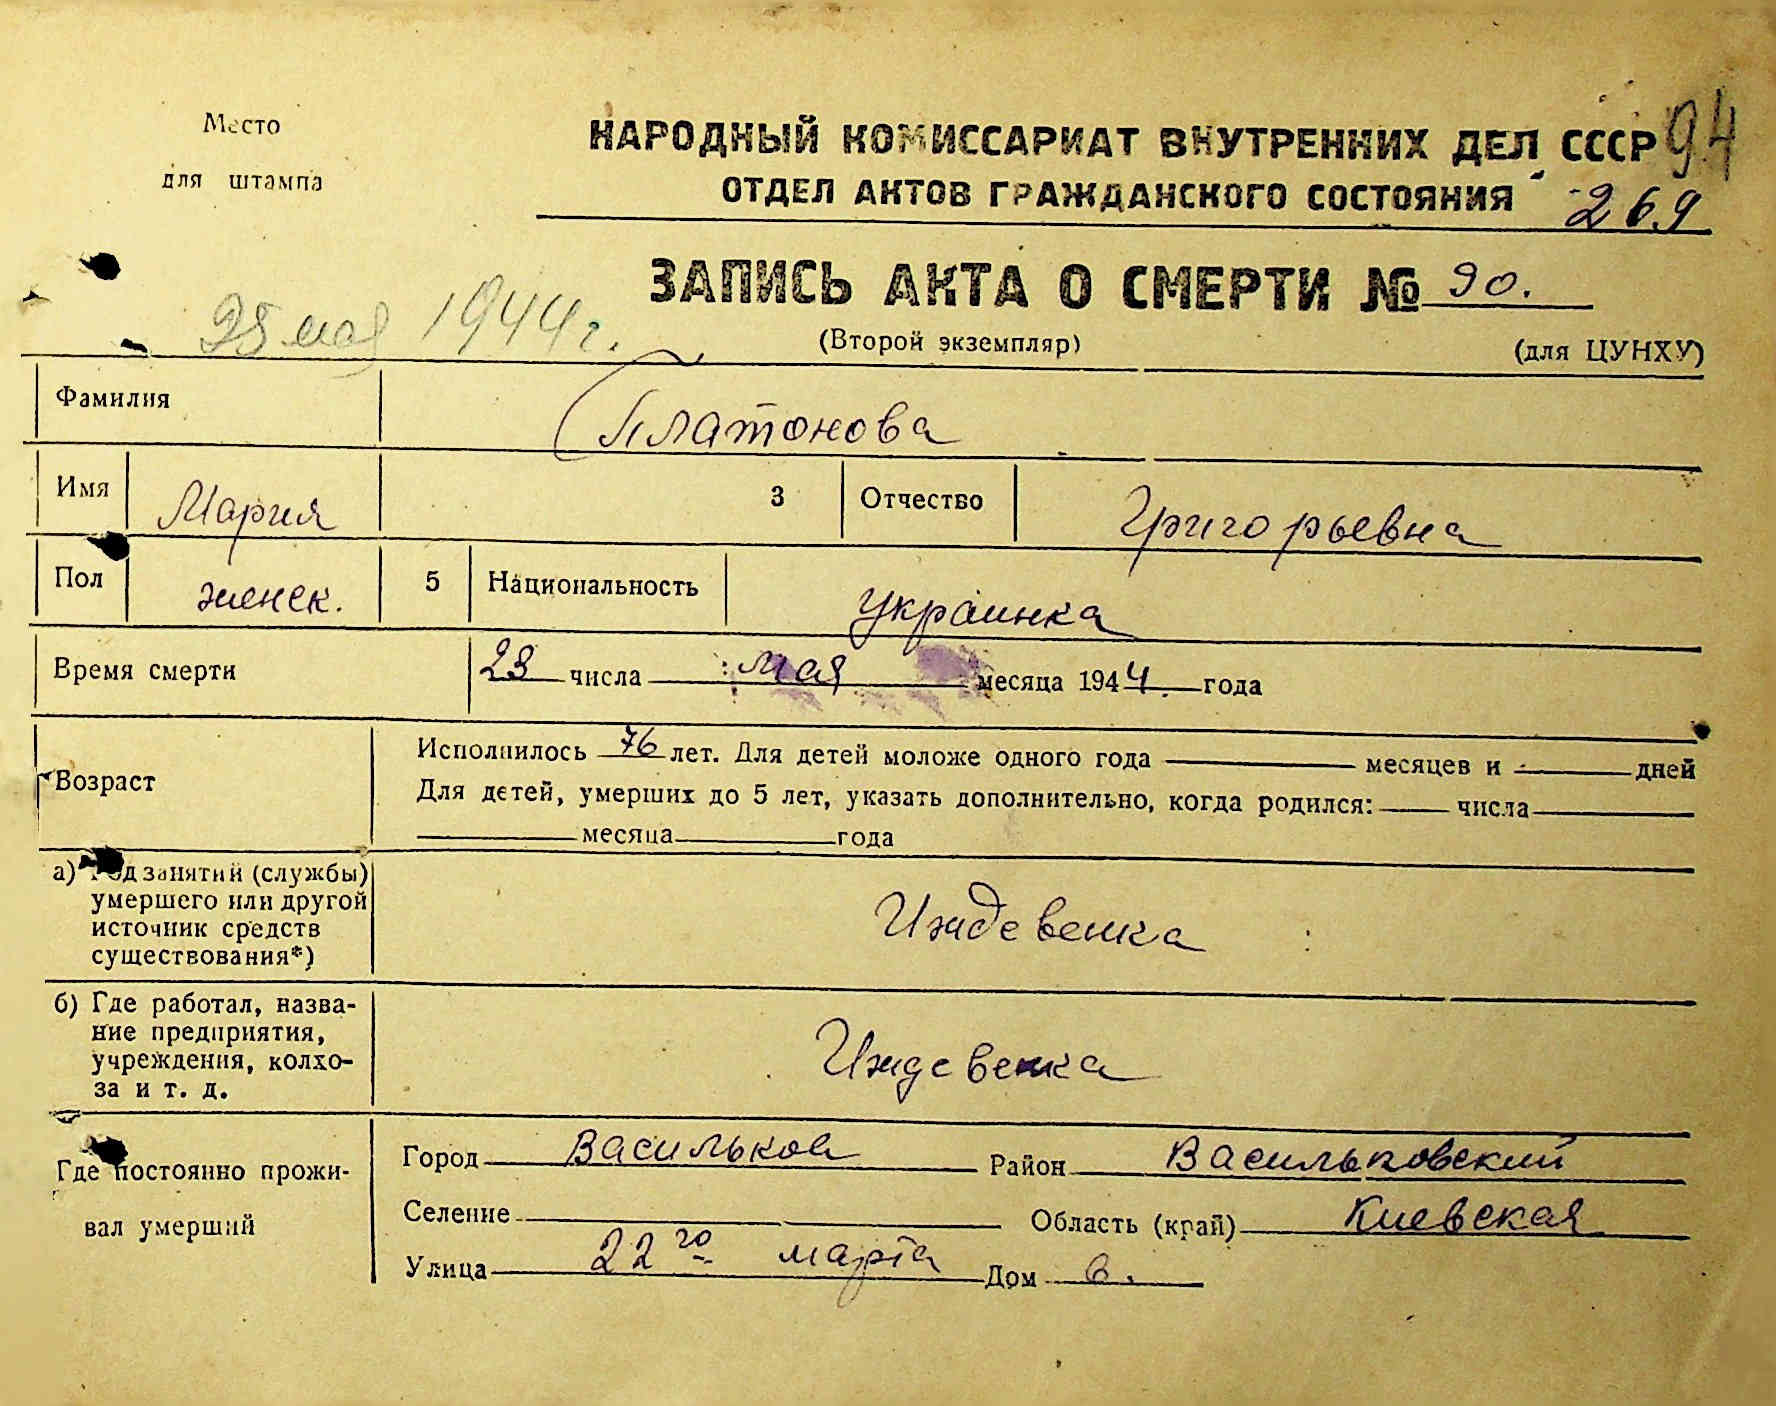 Место
для штампа
НАРОДНЫЙ КОМИССАРИАТ ВНУТРЕННИХ ДЕЛ СССР 94
ОТДЕЛ АКТОВ ГРАЖДАНСКОГО СОСТОЯНИЯ 269
ЗАПИСЬ АКТА О СМЕРТИ № 90.
25 мая 1944 г.
(Второй экземпляр)
(для ЦУНХУ)
Фамилия Платонова
Имя Мария 3 Отчество Григорьевна
Пол женск. 5 Национальность украинка
Время смерти 23 числа мая месяца 1944. года
Возраст
Исполнилось 76 лет. Для детей моложе одного года месяцев и дней
Для детей, умерших до 5 лет, указать дополнительно, когда родился: числа
месяца года
а) Род занятий (службы)
умершего или другой
источник средств
существования*)
Иждевенка
б) Где работал, назва-
ние предприятия,
учреждения, колхо-
за и т. д.
Иждевенка
Где постоянно прожи-
вал умерший
Город Васильков Район Васильковский
Селение Область (край) Киевская
Улица 22го марта Дом 6.